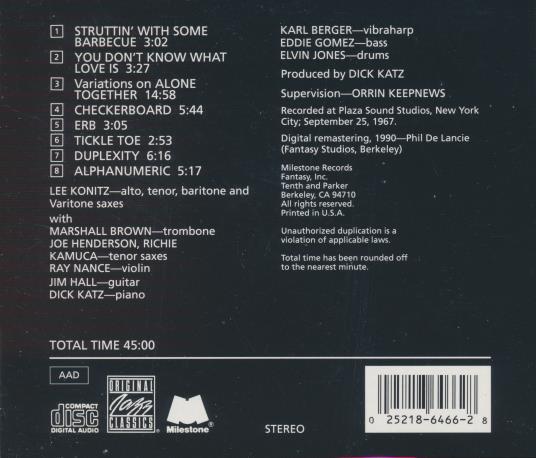 1 STRUTTIN' WITH SOME
BARBECUE 3:02
2 YOU DON'T KNOW WHAT
LOVE IS 3:27
3 Variations on ALONE
TOGETHER 14:58
4 CHECKERBOARD 5:44
5 ERB 3:05
6 TICKLE TOE 2:53
7 DUPLEXITY 6:16
8 ALPHANUMERIC 5:17
LEE KONITZ—alto, tenor, baritone and
Varitone saxes
with
MARSHALL BROWN—trombone
JOE HENDERSON, RICHIE
KAMUCA—tenor saxes
RAY NANCE—violin
JIM HALL—guitar
DICK KATZ—piano
KARL BERGER—vibraharp
EDDIE GOMEZ—bass
ELVIN JONES—drums
Produced by DICK KATZ
Supervision—ORRIN KEEPNEWS
Recorded at Plaza Sound Studios, New York
City; September 25, 1967.
Digital remastering, 1990—Phil De Lancie
(Fantasy Studios, Berkeley)
Milestone Records
Fantasy, Inc.
Tenth and Parker
Berkeley, CA 94710
All rights reserved.
Printed in U.S.A.
Unauthorized duplication is a
violation of applicable laws.
Total time has been rounded off
to the nearest minute.
TOTAL TIME 45:00
AAD
COMPACT
disc
DIGITAL AUDIO
ORIGINAL
Jazz
CLASSICS
Milestone®
STEREO
0 25218-6466-2 8